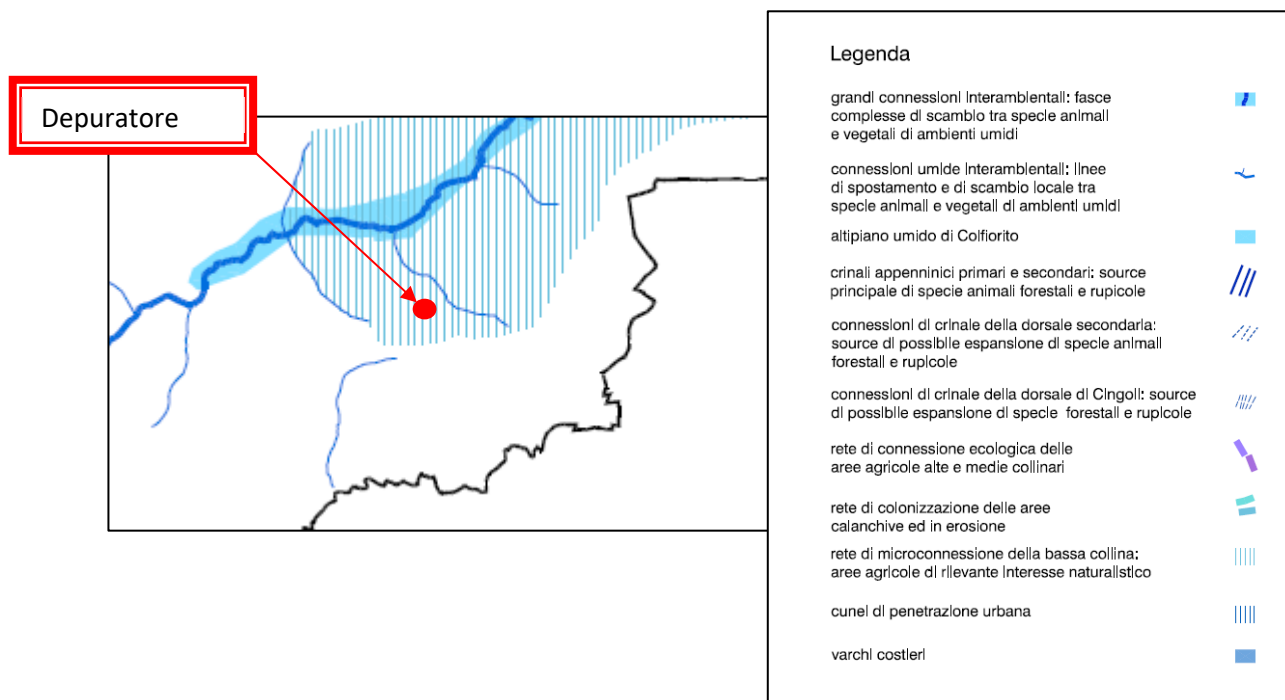 Depuratore
Legenda
grandi connessioni interambientali: fasce
complesse di scambio tra specie animali
e vegetali di ambienti umidi
connessioni umide interambientali: linee
di spostamento e di scambio locale tra
specie animali e vegetali di ambienti umidi
altipiano umido di Colfiorito
crinali appenninici primari e secondari: source
principale di specie animali forestali e rupicole
connessioni di crinale della dorsale secondaria:
source di possibile espansione di specie animali
forestali e rupicole
connessioni di crinale della dorsale di Cingoli: source
di possibile espansione di specie forestali e rupicole
rete di connessione ecologica delle
aree agricole alte e medie collinari
rete di colonizzazione delle aree
calanchive ed in erosione
rete di microconnessione della bassa collina:
aree agricole di rilevante interesse naturalistico
cunei di penetrazione urbana
varchi costieri